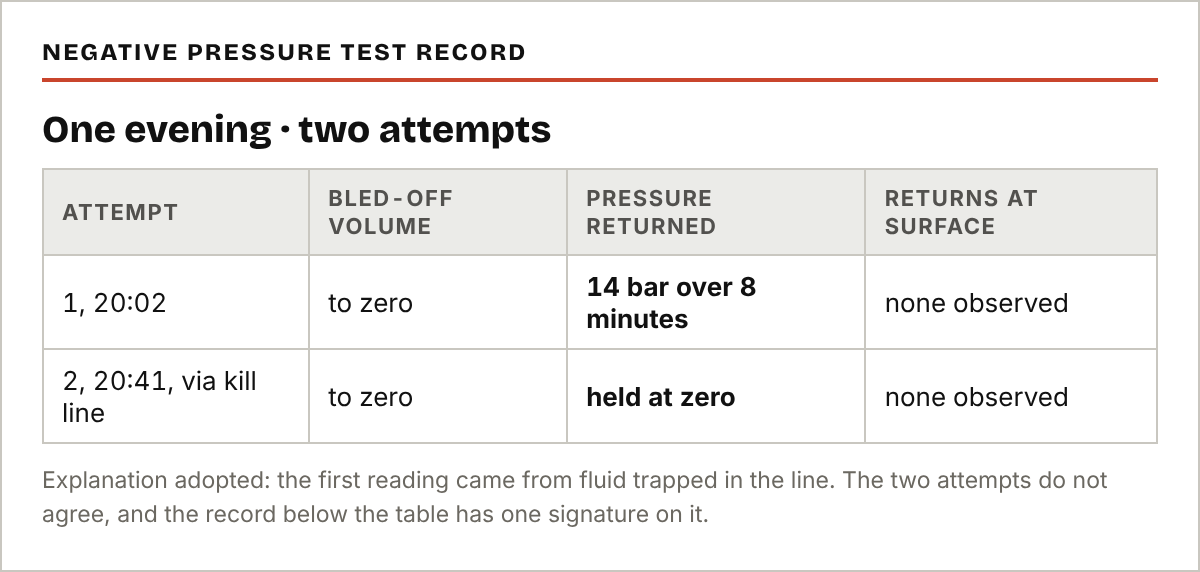 NEGATIVE PRESSURE TEST RECORD
One evening · two attempts
ATTEMPT
BLED-OFF
VOLUME
PRESSURE
RETURNED
RETURNS AT
SURFACE
1, 20:02
to zero
14 bar over 8
minutes
none observed
2, 20:41, via kill
line
to zero
held at zero
none observed
Explanation adopted: the first reading came from fluid trapped in the line. The two attempts do not
agree, and the record below the table has one signature on it.